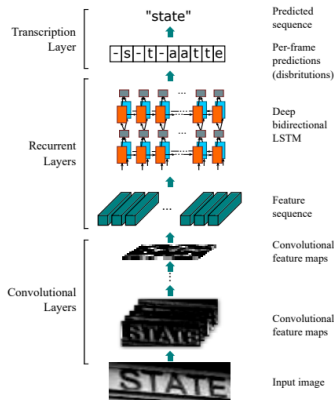 Transcription
Layer
"state"
Predicted
sequence
-s-t-aatte
Per-frame
predictions
(disbritutions)
Recurrent
Layers
Deep
bidirectional
LSTM
Feature
sequence
Convolutional
feature maps
Convolutional
Layers
STATE
Convolutional
feature maps
STATE
Input image